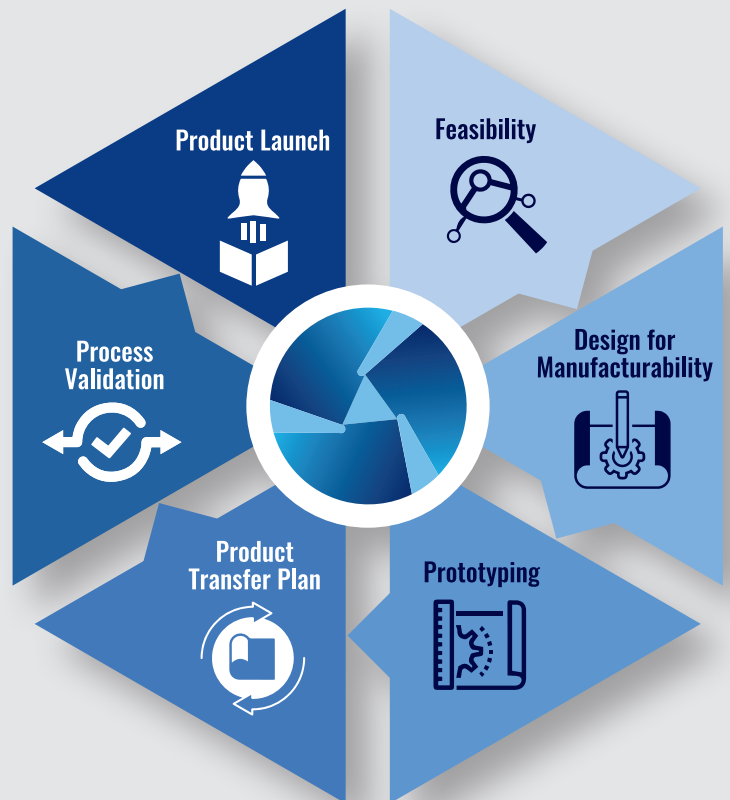 Product Launch
Feasibility
Design for
Manufacturability
Prototyping
Product
Transfer Plan
Process
Validation